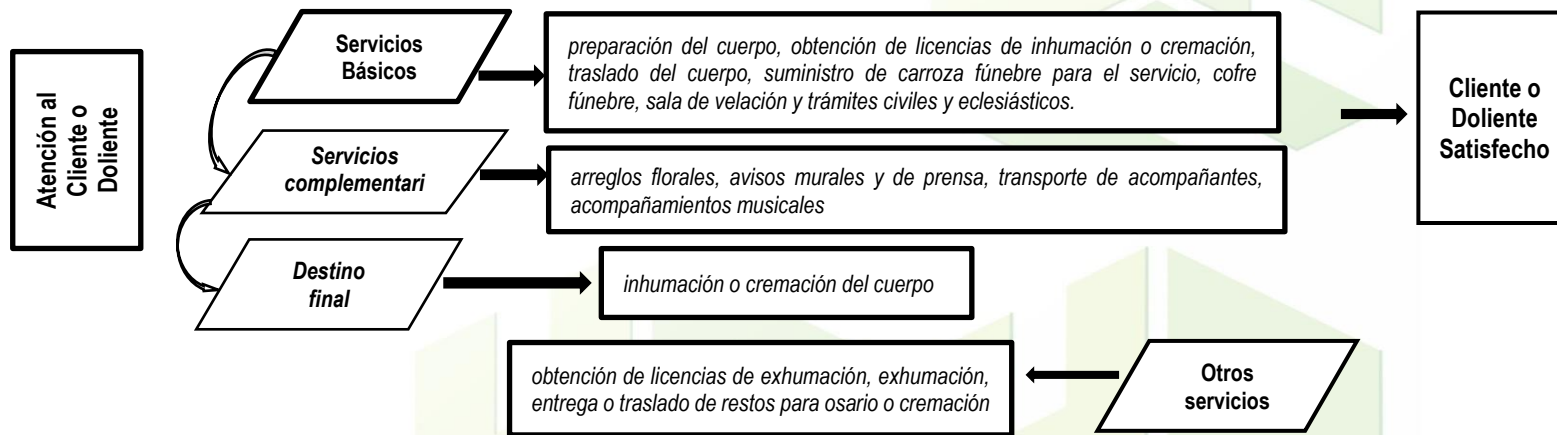 Atención al
Cliente o
Doliente
Servicios
Básicos
preparación del cuerpo, obtención de licencias de inhumación o cremación,
traslado del cuerpo, suministro de carroza fúnebre para el servicio, cofre
fúnebre, sala de velación y trámites civiles y eclesiásticos.
Cliente o
Doliente
Satisfecho
Servicios
complementari
arreglos florales, avisos murales y de prensa, transporte de acompañantes,
acompañamientos musicales
Destino
final
inhumación o cremación del cuerpo
obtención de licencias de exhumación, exhumación,
entrega o traslado de restos para osario o cremación
Otros
servicios